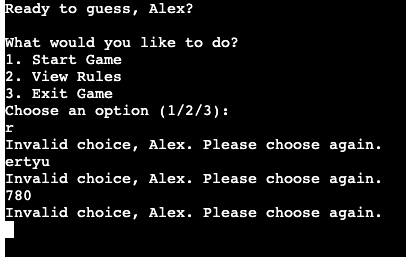 Ready to guess, Alex?
What would you like to do?
1. Start Game
2. View Rules
3. Exit Game
Choose an option (1/2/3):
r
Invalid choice, Alex. Please choose again.
ertyu
Invalid choice, Alex. Please choose again.
780
Invalid choice, Alex. Please choose again.